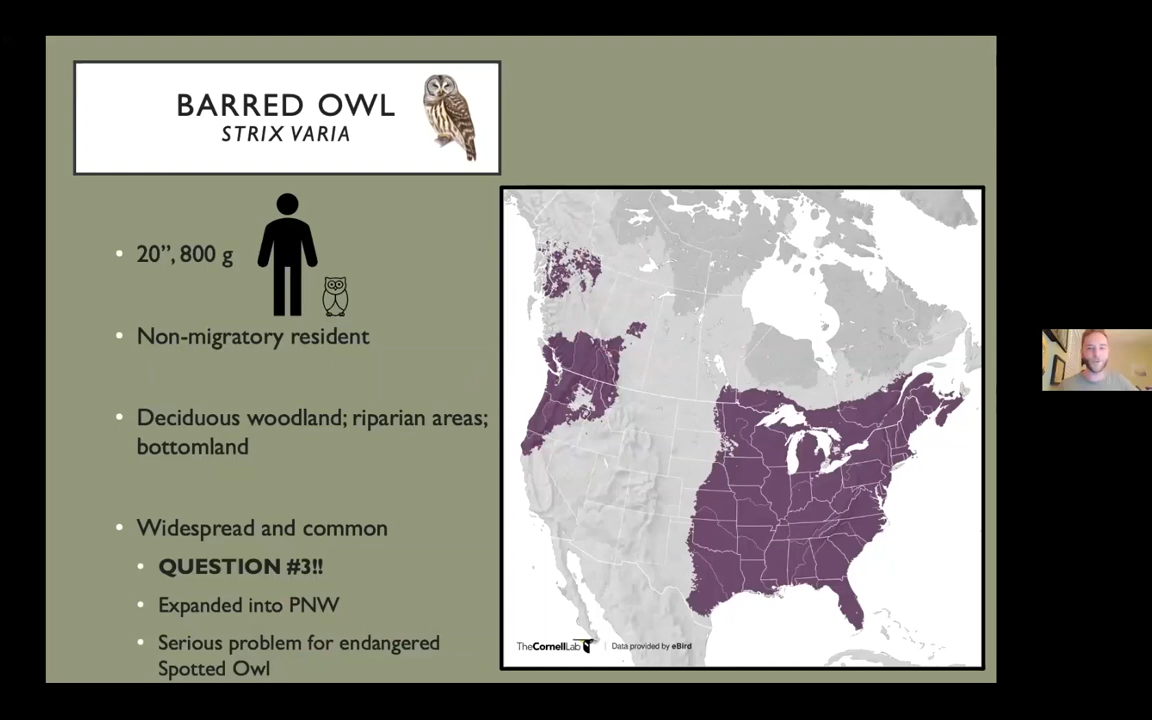 BARRED OWL
STRIX VARIA
20”, 800 g
Non-migratory resident
Deciduous woodland; riparian areas;
bottomland
Widespread and common
QUESTION #3!!
Expanded into PNW
Serious problem for endangered
Spotted Owl
TheCornellLab
Data provided by eBird